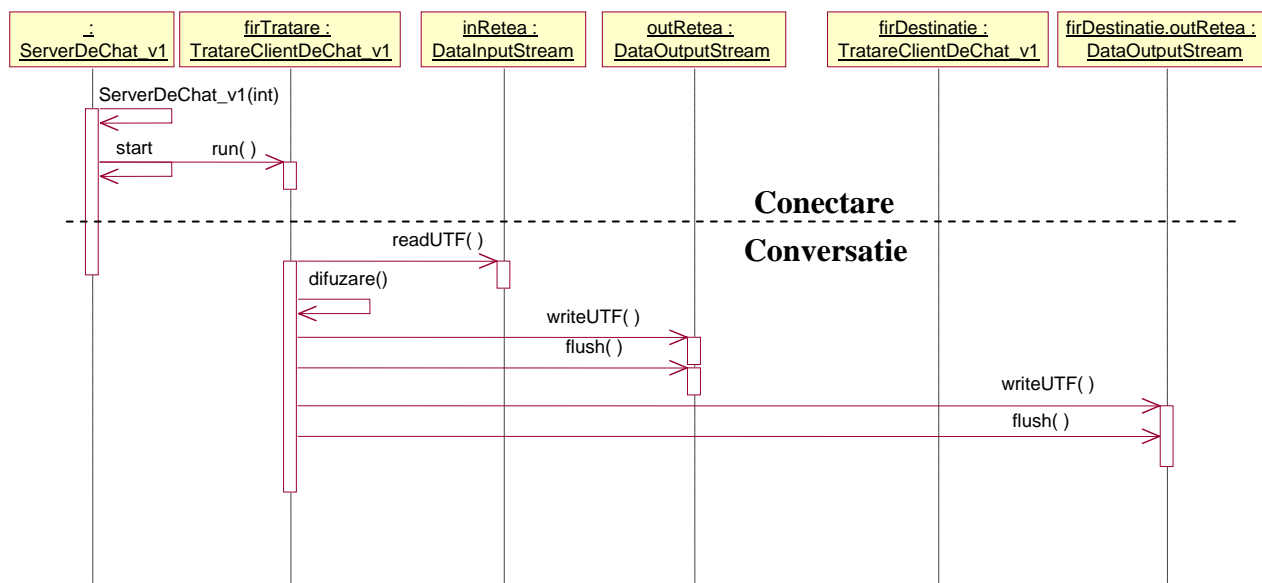 :
ServerDeChat_v1
firTratare :
TratareClientDeChat_v1
inRetea :
DataInputStream
outRetea :
DataOutputStream
firDestinatie :
TratareClientDeChat_v1
firDestinatie.outRetea :
DataOutputStream
ServerDeChat_v1(int)
start
run( )
Conectare
Conversatie
readUTF( )
difuzare()
writeUTF( )
flush( )
writeUTF( )
flush( )